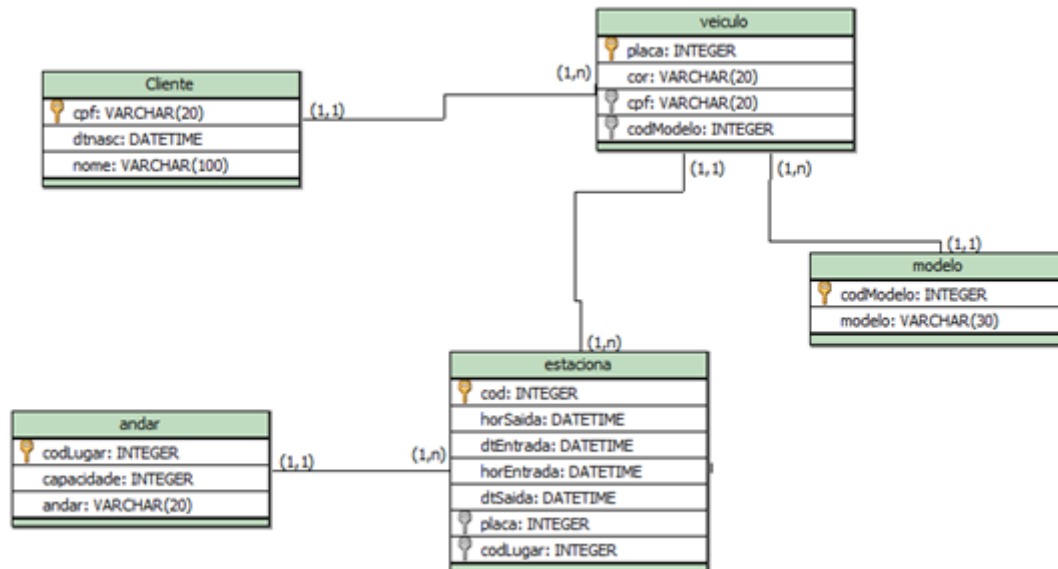 veiculo
placa: INTEGER
cor: VARCHAR(20)
cpf: VARCHAR(20)
codModelo: INTEGER
(1,n)
(1,1)
Cliente
cpf: VARCHAR(20)
dtnasc: DATETIME
nome: VARCHAR(100)
(1,1)
(1,n)
(1,1)
modelo
codModelo: INTEGER
modelo: VARCHAR(30)
(1,n)
estaciona
cod: INTEGER
horSaida: DATETIME
dtEntrada: DATETIME
horEntrada: DATETIME
dtSaida: DATETIME
placa: INTEGER
codLugar: INTEGER
andar
codLugar: INTEGER
capacidade: INTEGER
andar: VARCHAR(20)
(1,1)
(1,n)